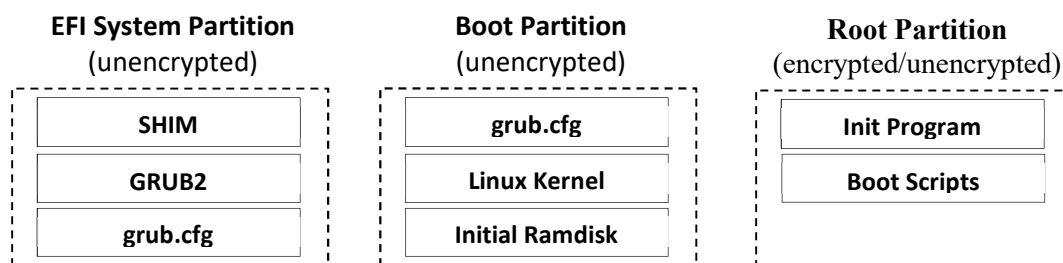 EFI System Partition
(unencrypted)
SHIM
GRUB2
grub.cfg
Boot Partition
(unencrypted)
grub.cfg
Linux Kernel
Initial Ramdisk
Root Partition
(encrypted/unencrypted)
Init Program
Boot Scripts